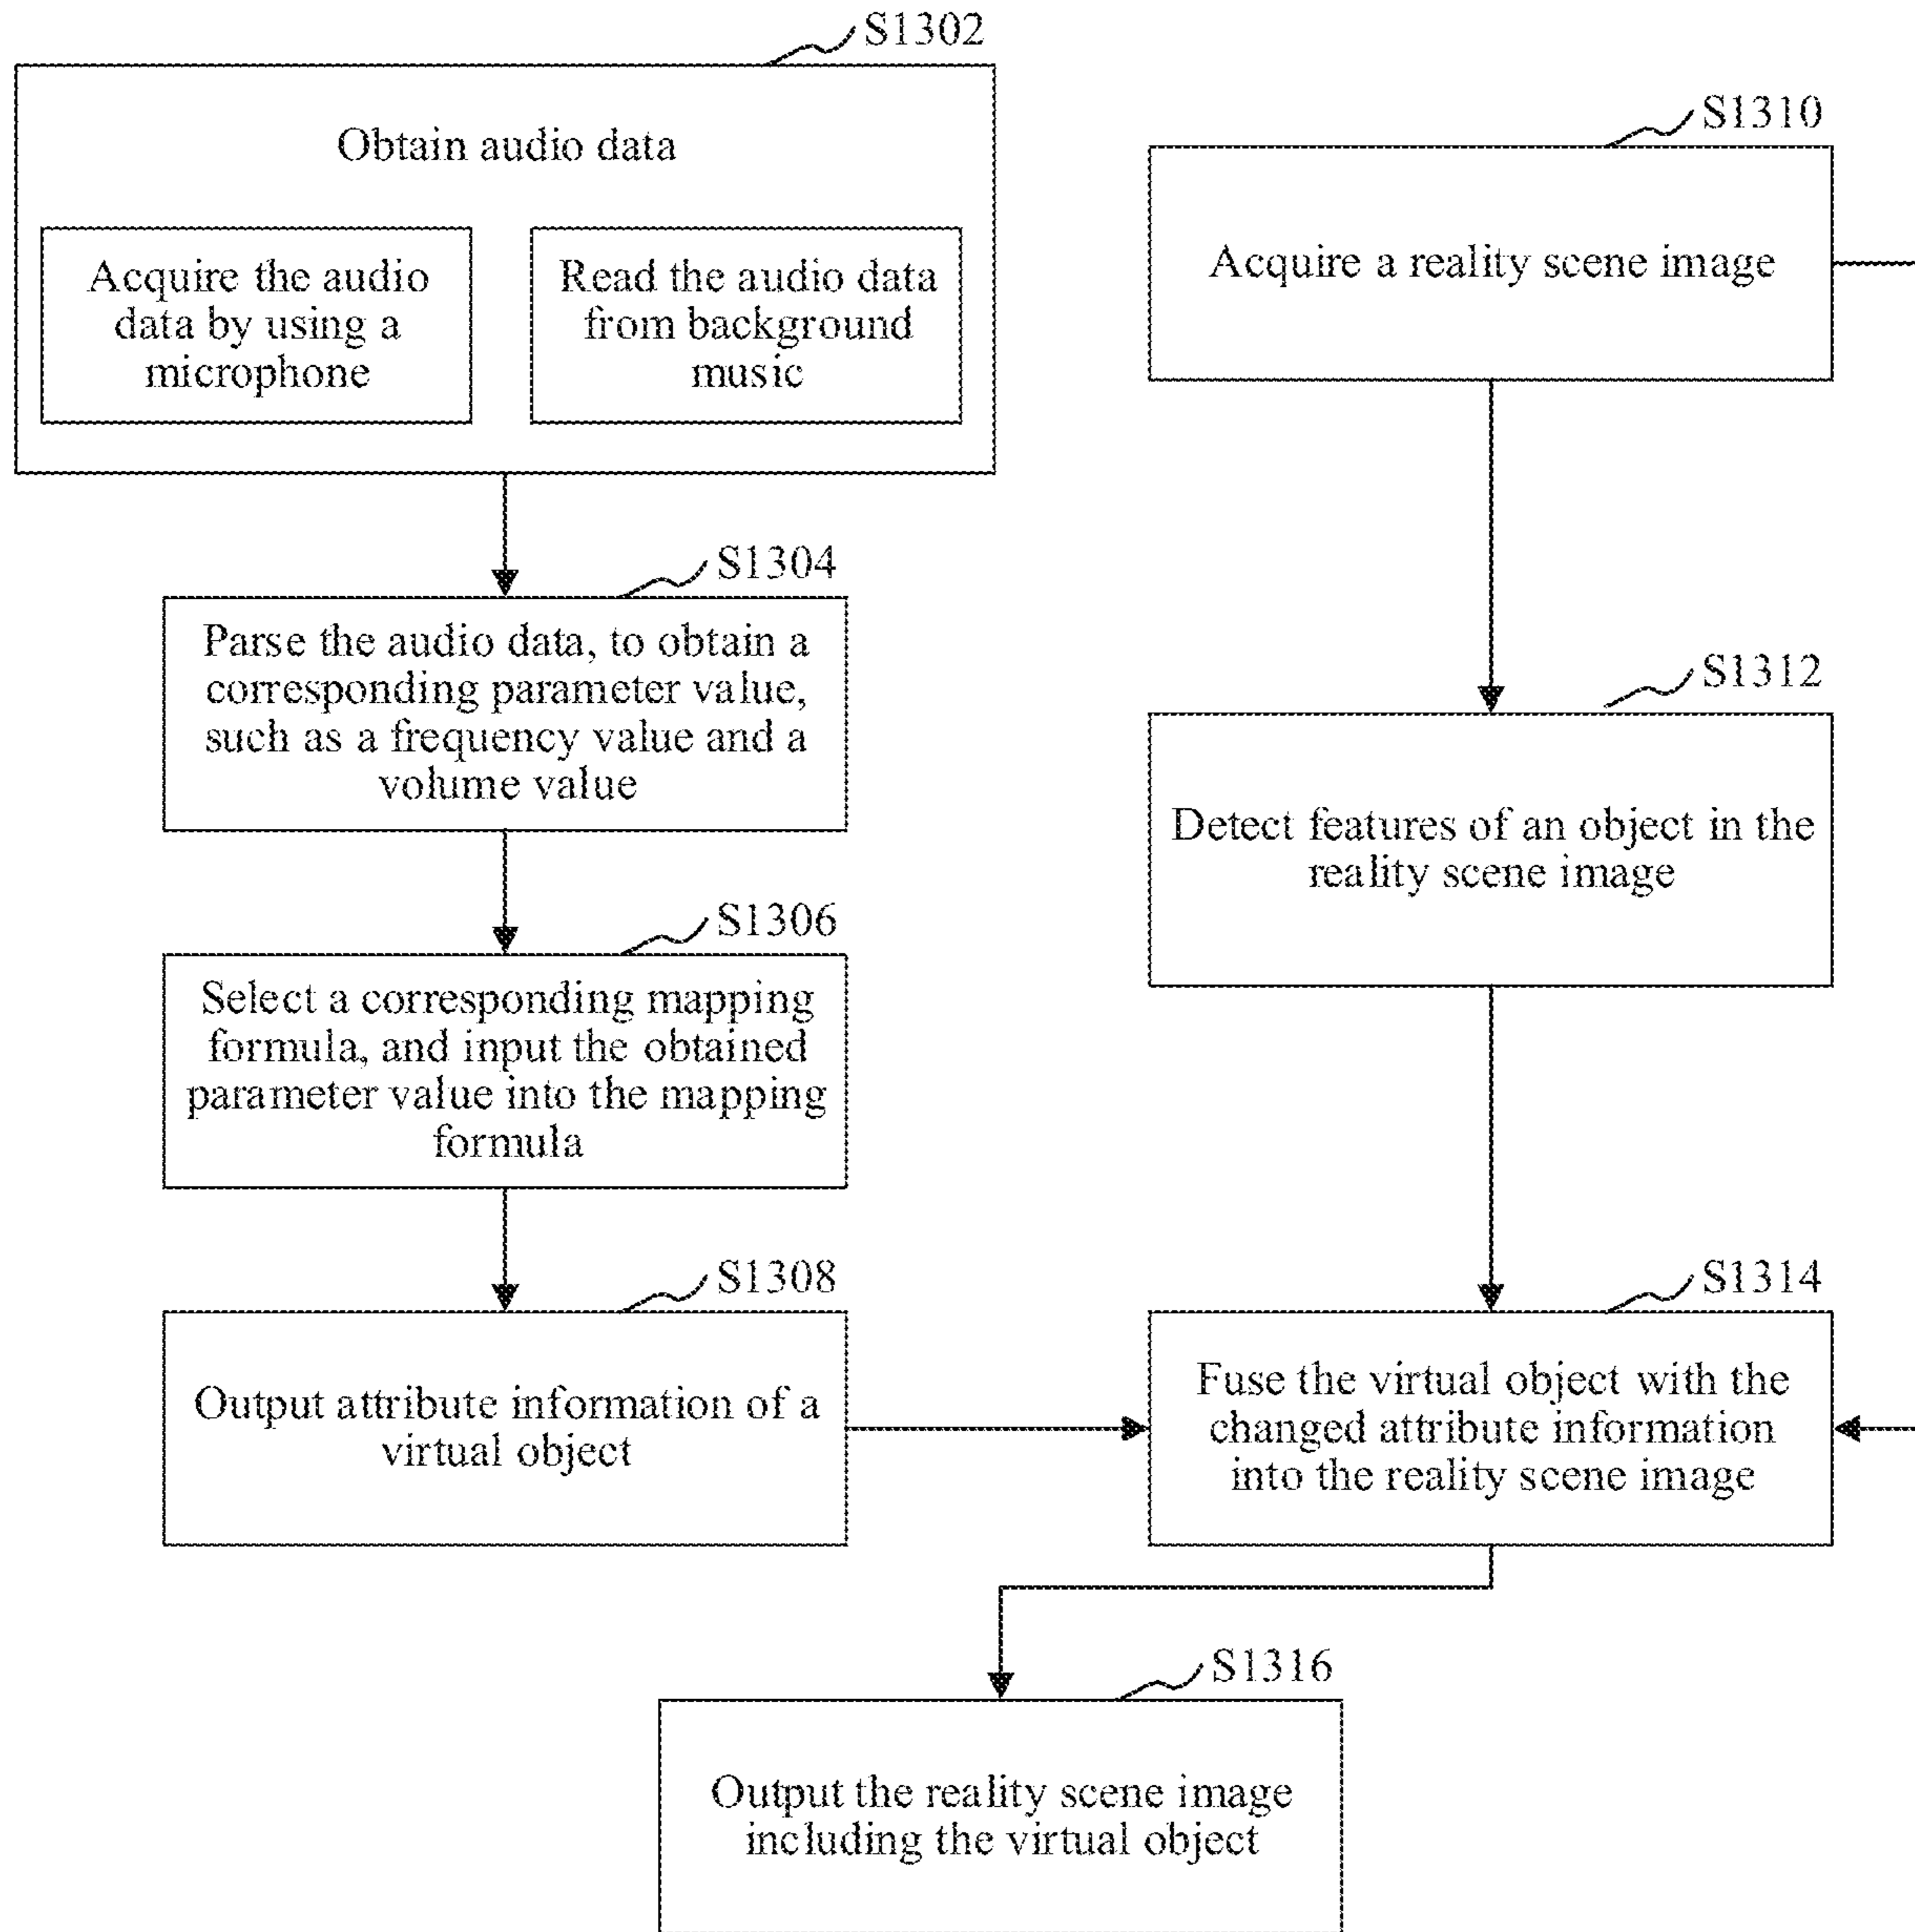 S1302
Obtain audio data
Acquire the audio
data by using a
microphone
Read the audio data
from background
music
S1304
Parse the audio data, to obtain a
corresponding parameter value,
such as a frequency value and a
volume value
S1306
Select a corresponding mapping
formula, and input the obtained
parameter value into the mapping
formula
S1308
Output attribute information of a
virtual object
S1310
Acquire a reality scene image
S1312
Detect features of an object in the
reality scene image
S1314
Fuse the virtual object with the
changed attribute information
into the reality scene image
S1316
Output the reality scene image
including the virtual object